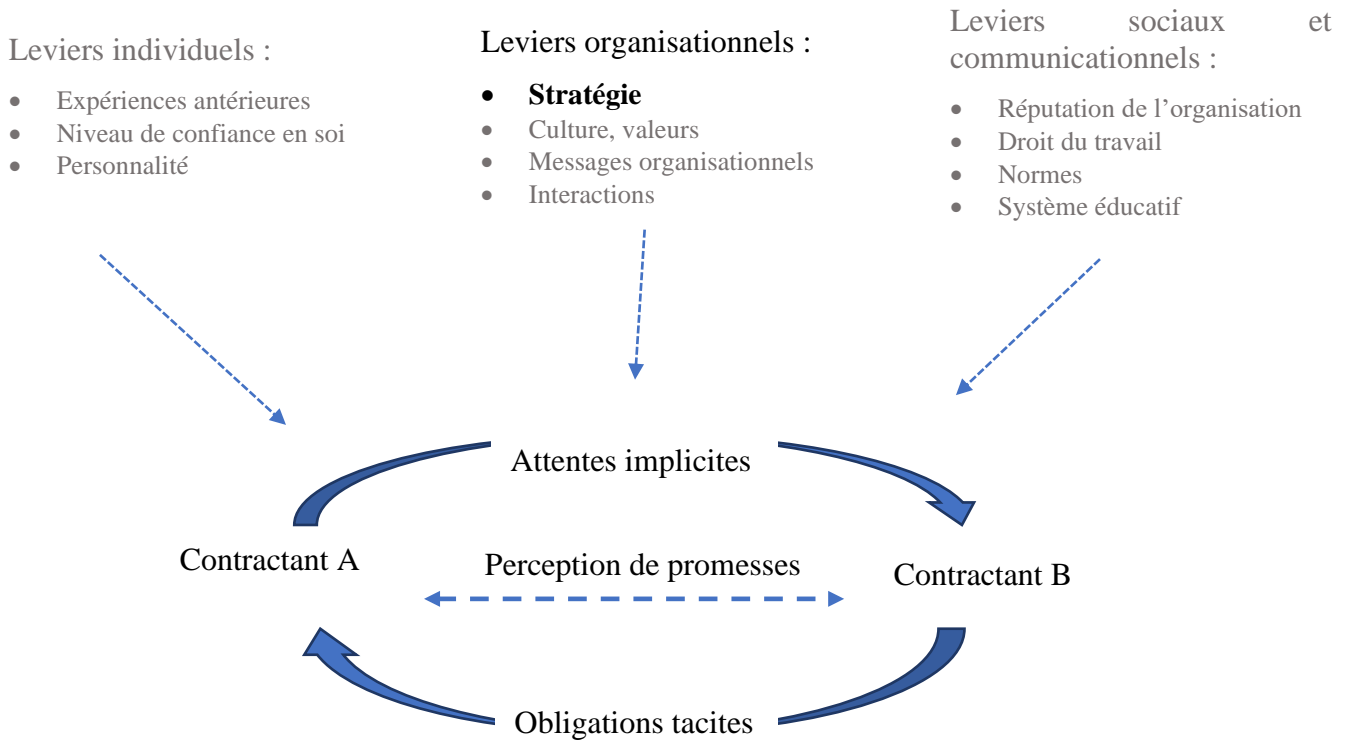 Leviers individuels :
• Expériences antérieures
• Niveau de confiance en soi
• Personnalité
Leviers organisationnels :
• Stratégie
• Culture, valeurs
• Messages organisationnels
• Interactions
Leviers sociaux et
communicationnels :
• Réputation de l’organisation
• Droit du travail
• Normes
• Système éducatif
Attentes implicites
Contractant A
Perception de promesses
Contractant B
Obligations tacites